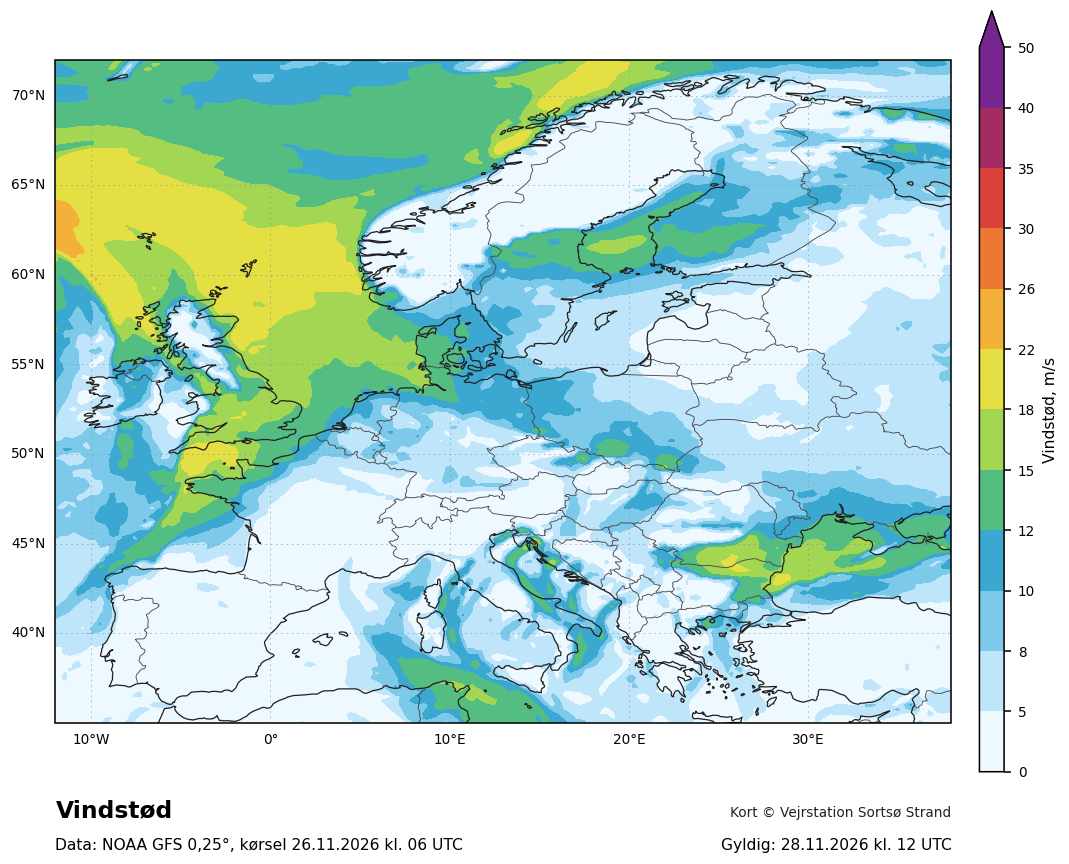 70°N
65°N
60°N
55°N
50°N
45°N
40°N
10°W 0° 10°E 20°E 30°E
50
40
35
30
26
22
18
15
12
10
8
5
0
Vindstød, m/s
Vindstød
Kort © Vejrstation Sortsø Strand
Data: NOAA GFS 0,25°, kørsel 26.11.2026 kl. 06 UTC
Gyldig: 28.11.2026 kl. 12 UTC